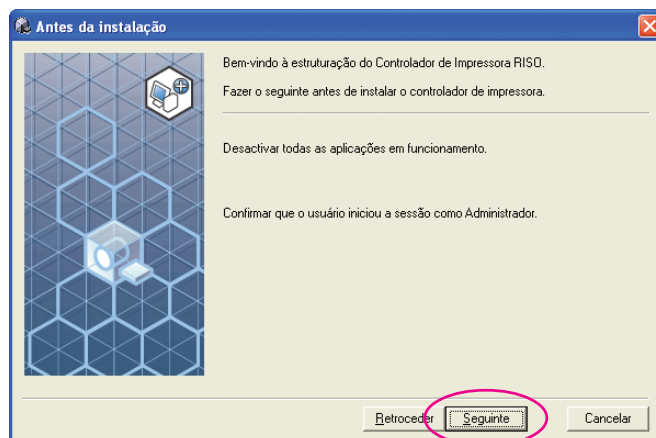 Antes da instalação
Bem-vindo à estruturação do Controlador de Impressora RISO.
Fazer o seguinte antes de instalar o controlador de impressora.
Desactivar todas as aplicações em funcionamento.
Confirmar que o usuário iniciou a sessão como Administrador.
Retroceder Seguinte Cancelar